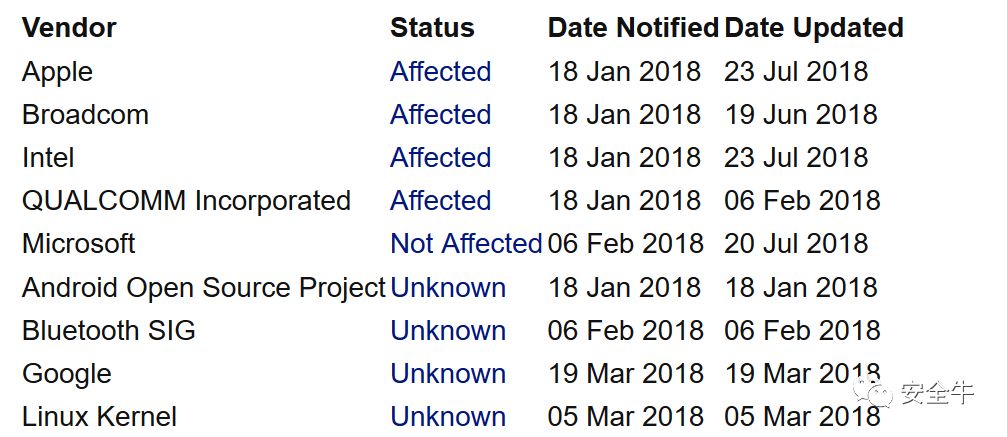 Vendor Status Date Notified Date Updated
Apple Affected 18 Jan 2018 23 Jul 2018
Broadcom Affected 18 Jan 2018 19 Jun 2018
Intel Affected 18 Jan 2018 23 Jul 2018
QUALCOMM Incorporated Affected 18 Jan 2018 06 Feb 2018
Microsoft Not Affected 06 Feb 2018 20 Jul 2018
Android Open Source Project Unknown 18 Jan 2018 18 Jan 2018
Bluetooth SIG Unknown 06 Feb 2018 06 Feb 2018
Google Unknown 19 Mar 2018 19 Mar 2018
Linux Kernel Unknown 05 Mar 2018 05 Mar 2018
安全牛